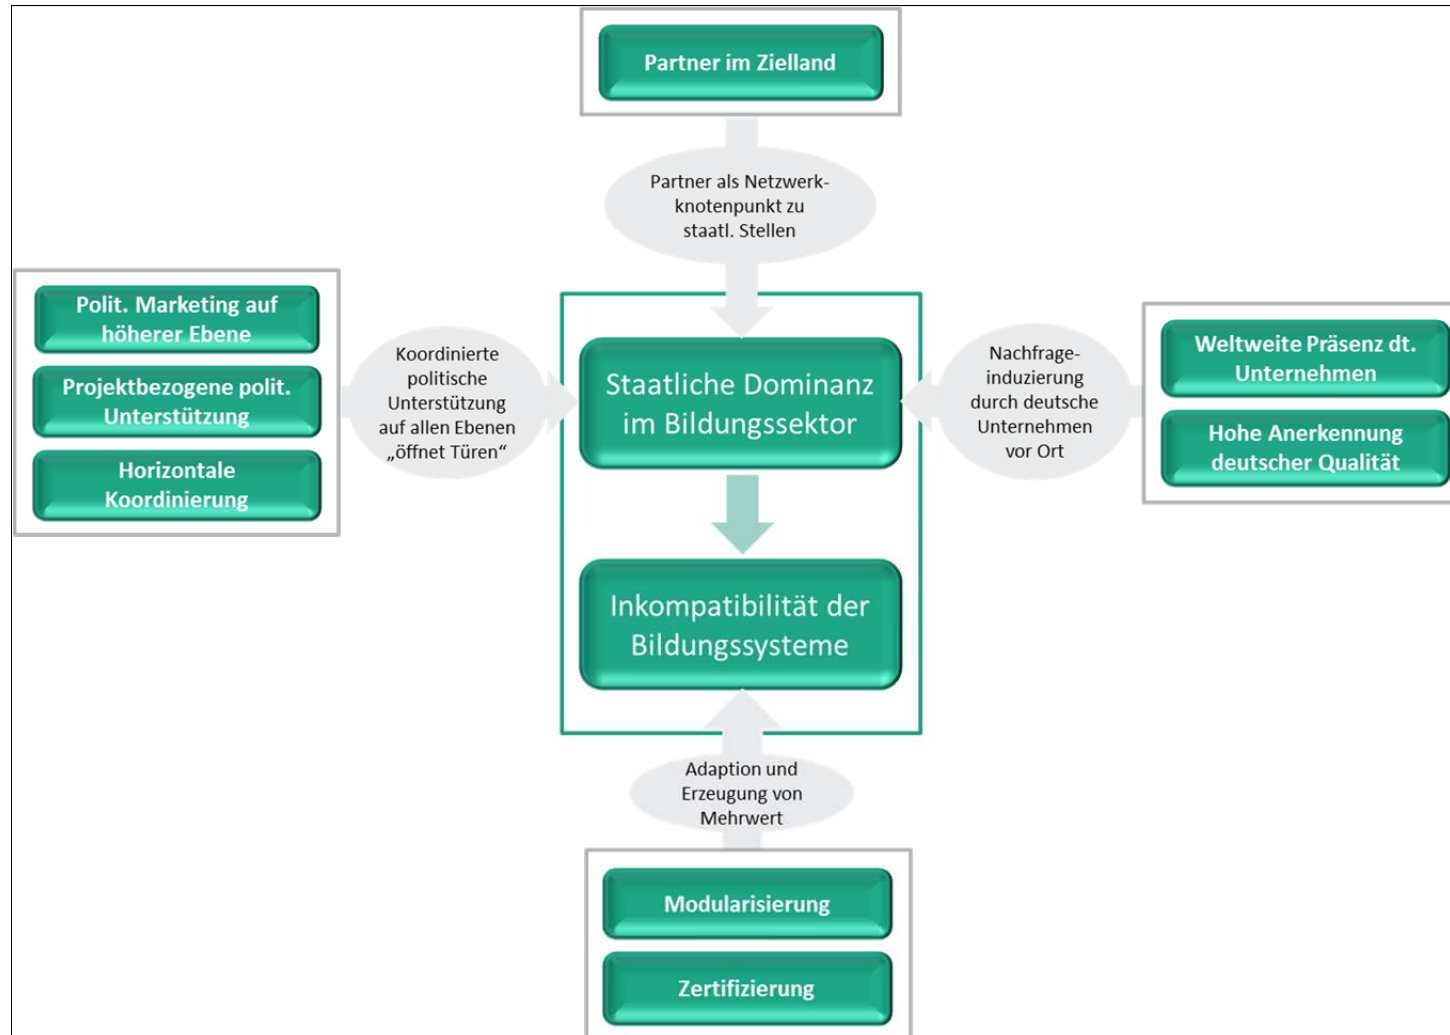 Partner im Zielland
Partner als Netzwerk-
knotenpunkt zu
staatl. Stellen
Polit. Marketing auf
höherer Ebene
Projektbezogene polit.
Unterstützung
Horizontale
Koordinierung
Koordinierte
politische
Unterstützung
auf allen Ebenen
„öffnet Türen“
Staatliche Dominanz
im Bildungssektor
Inkompatibilität der
Bildungssysteme
Nachfrage-
induzierung
durch deutsche
Unternehmen
vor Ort
Weltweite Präsenz dt.
Unternehmen
Hohe Anerkennung
deutscher Qualität
Adaption und
Erzeugung von
Mehrwert
Modularisierung
Zertifizierung